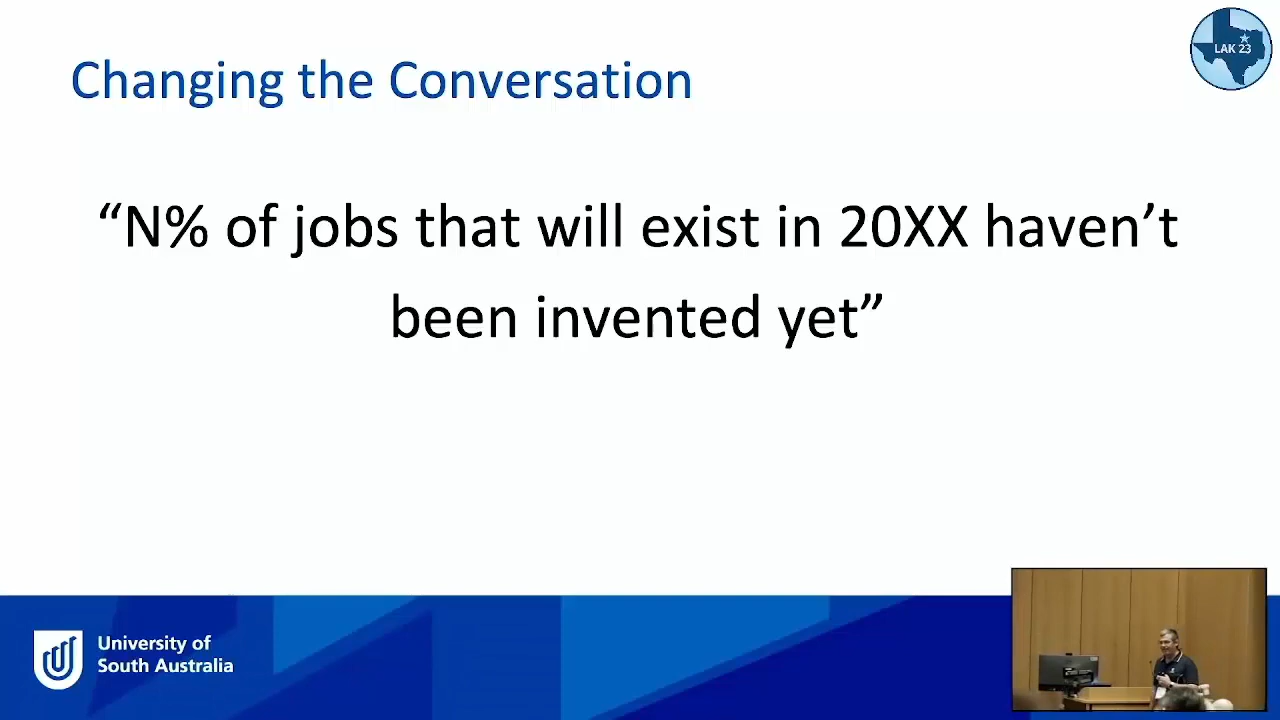 LAK 23
Changing the Conversation
“N% of jobs that will exist in 20XX haven’t
been invented yet”
University of
South Australia